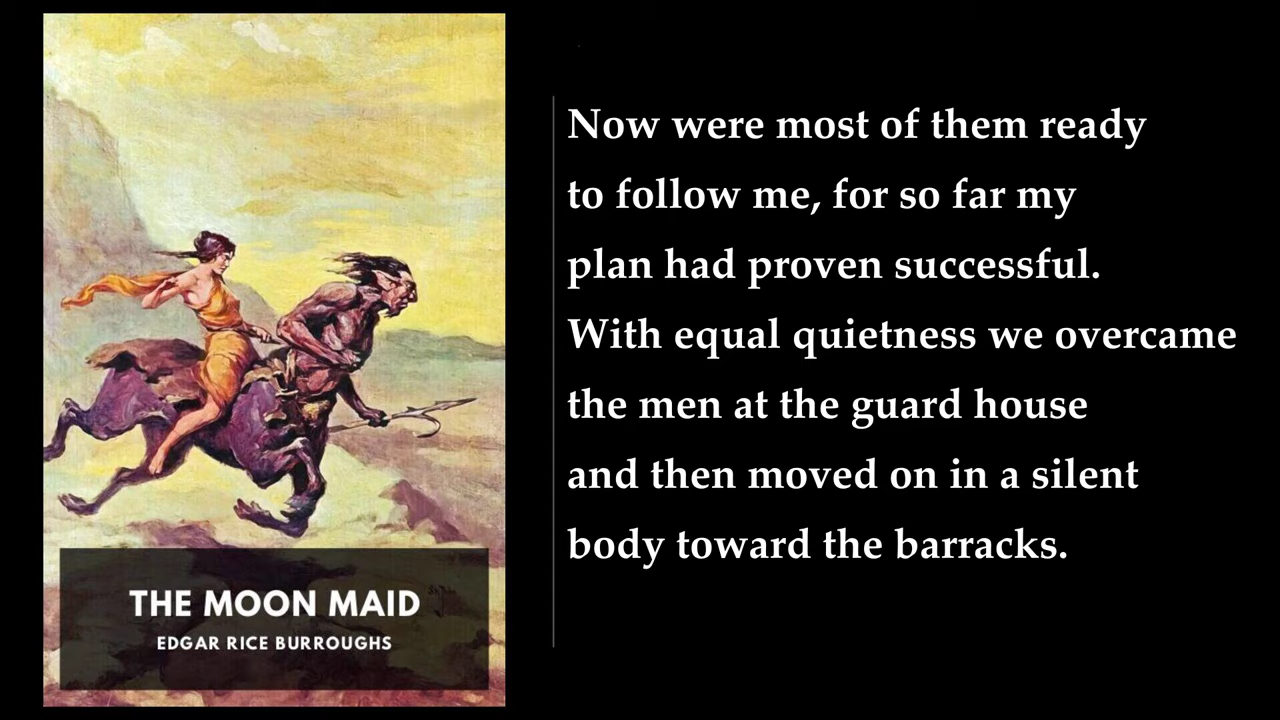 THE MOON MAID
EDGAR RICE BURROUGHS
Now were most of them ready
to follow me, for so far my
plan had proven successful.
With equal quietness we overcame
the men at the guard house
and then moved on in a silent
body toward the barracks.